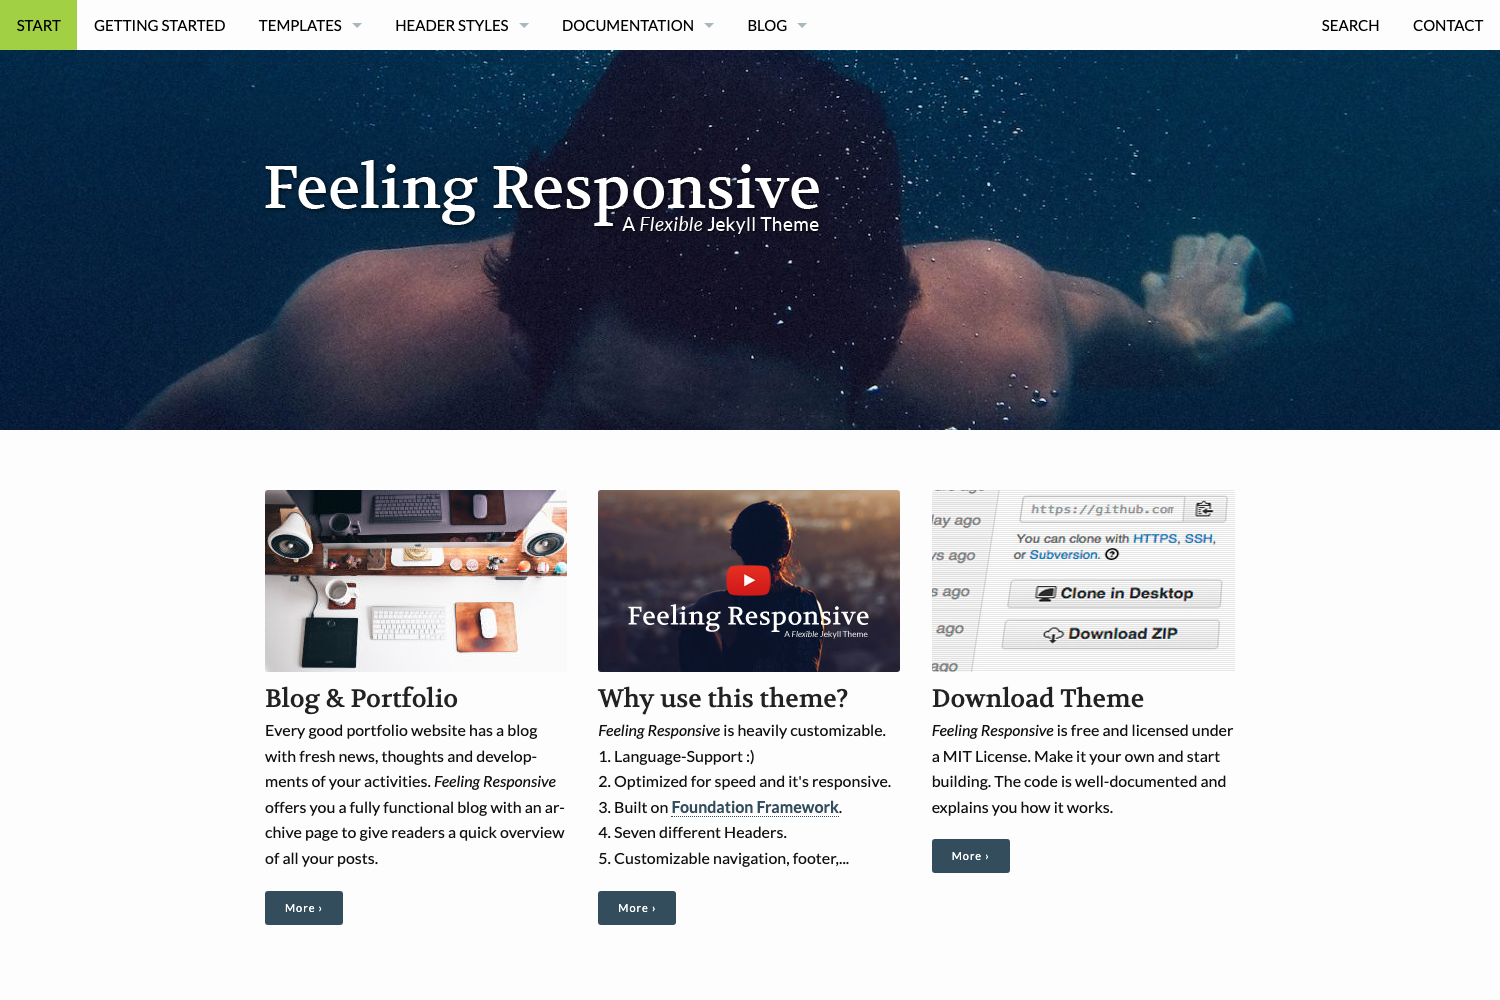 START GETTING STARTED TEMPLATES HEADER STYLES DOCUMENTATION BLOG SEARCH CONTACT
Feeling Responsive
A Flexible Jekyll Theme
Feeling Responsive
A Flexible Jekyll Theme
https://github.com
ay ago
You can clone with HTTPS, SSH,
or Subversion.
s ago
s ago
Clone in Desktop
ago
Download ZIP
ago
Blog & Portfolio
Every good portfolio website has a blog
with fresh news, thoughts and develop-
ments of your activities. Feeling Responsive
offers you a fully functional blog with an ar-
chive page to give readers a quick overview
of all your posts.
More ›
Why use this theme?
Feeling Responsive is heavily customizable.
1. Language-Support :)
2. Optimized for speed and it's responsive.
3. Built on Foundation Framework.
4. Seven different Headers.
5. Customizable navigation, footer,...
More ›
Download Theme
Feeling Responsive is free and licensed under
a MIT License. Make it your own and start
building. The code is well-documented and
explains you how it works.
More ›